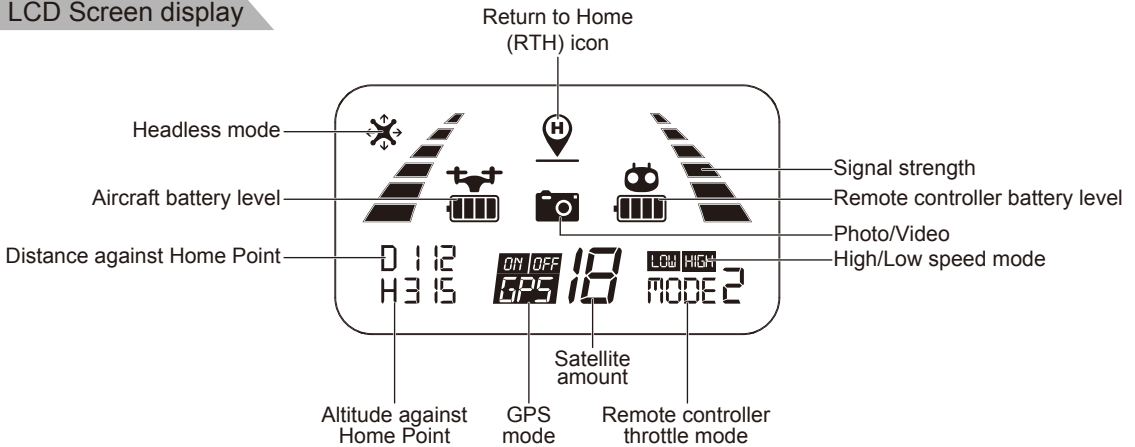 LCD Screen display
Return to Home
(RTH) icon
H
Headless mode
Signal strength
Aircraft battery level
Remote controller battery level
Photo/Video
Distance against Home Point
High/Low speed mode
D 112
ON OFF
18
LOW HIGH
H315
GPS
MODE2
Satellite
amount
Altitude against
Home Point
GPS
mode
Remote controller
throttle mode